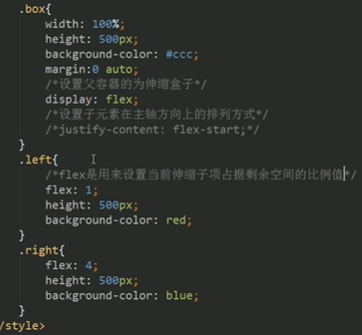 .box{
width: 100%;
height: 500px;
background-color: #ccc;
margin:0 auto;
/*设置父容器的为伸缩盒子*/
display: flex;
/*设置子元素在主轴方向上的排列方式*/
/*justify-content: flex-start;*/
}
.left{
/*flex是用来设置当前伸缩子项占据剩余空间的比例值*/
flex: 1;
height: 500px;
background-color: red;
}
.right{
flex: 4;
height: 500px;
background-color: blue;
}
/style>